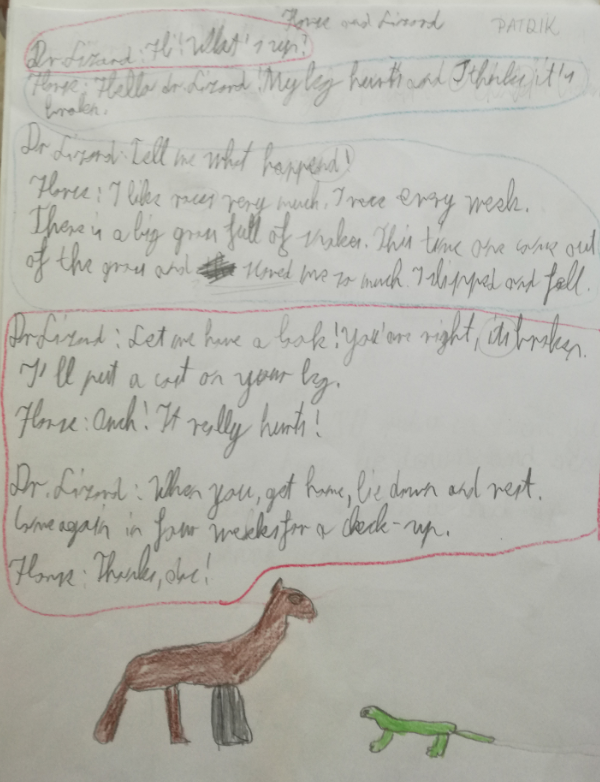 Horse and Lizard PATRIK
Dr Lizard: Hi! What's up?
Horse: Hello dr. Lizard! My leg hurts and I think it's
broken.
Dr Lizard: Tell me what happend!
Horse: I like races very much. I race every week.
There is a big grass full of snakes. This time one came out
of the grass and scared me so much. I slipped and fell.
Dr Lizard: Let me have a look! You're right, its broken.
I'll put a cast on your leg.
Horse: Ouch! It really hurts!
Dr. Lizard: When you, get home, lie down and rest.
Come again in four weeks for a check-up.
Horse: Thanks, doc!